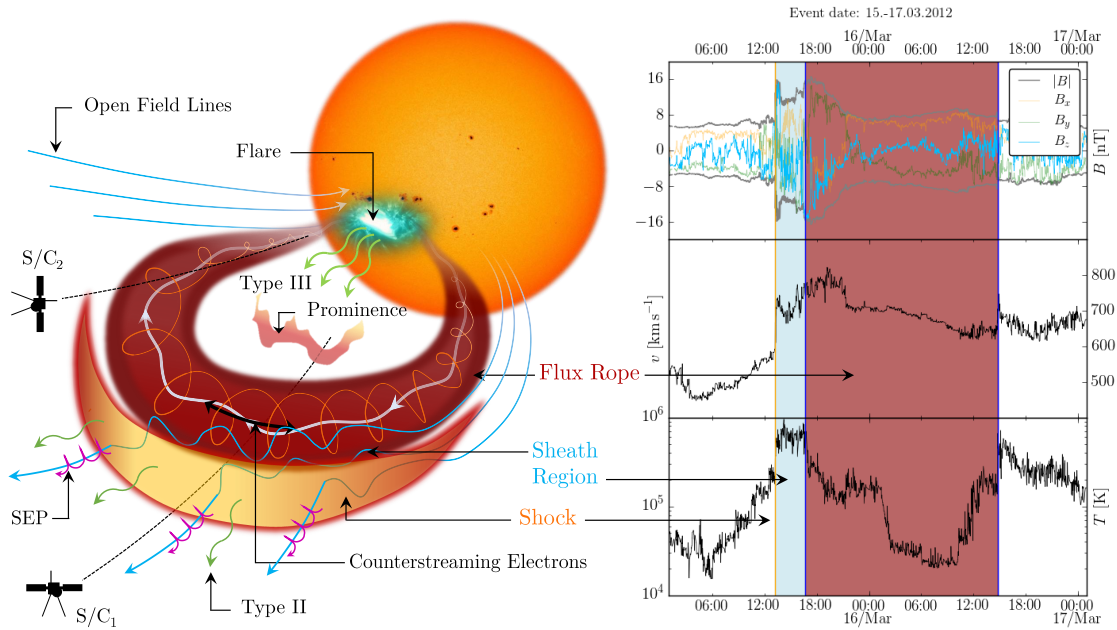 Event date: 15.-17.03.2012
16/Mar 17/Mar
06:00 12:00 18:00 00:00 06:00 12:00 18:00 00:00
Open Field Lines
Flare
S/C₂
Type III
Prominence
Flux Rope
Sheath
Region
SEP
Shock
Counterstreaming Electrons
S/C₁
Type II
16
8
0
−8
−16
|B|
Bₓ
B_y
B_z
B [nT]
v [km s⁻¹]
800
700
600
500
10⁶
10⁵
10⁴
T [K]
06:00 12:00 18:00 00:00 06:00 12:00 18:00 00:00
16/Mar 17/Mar